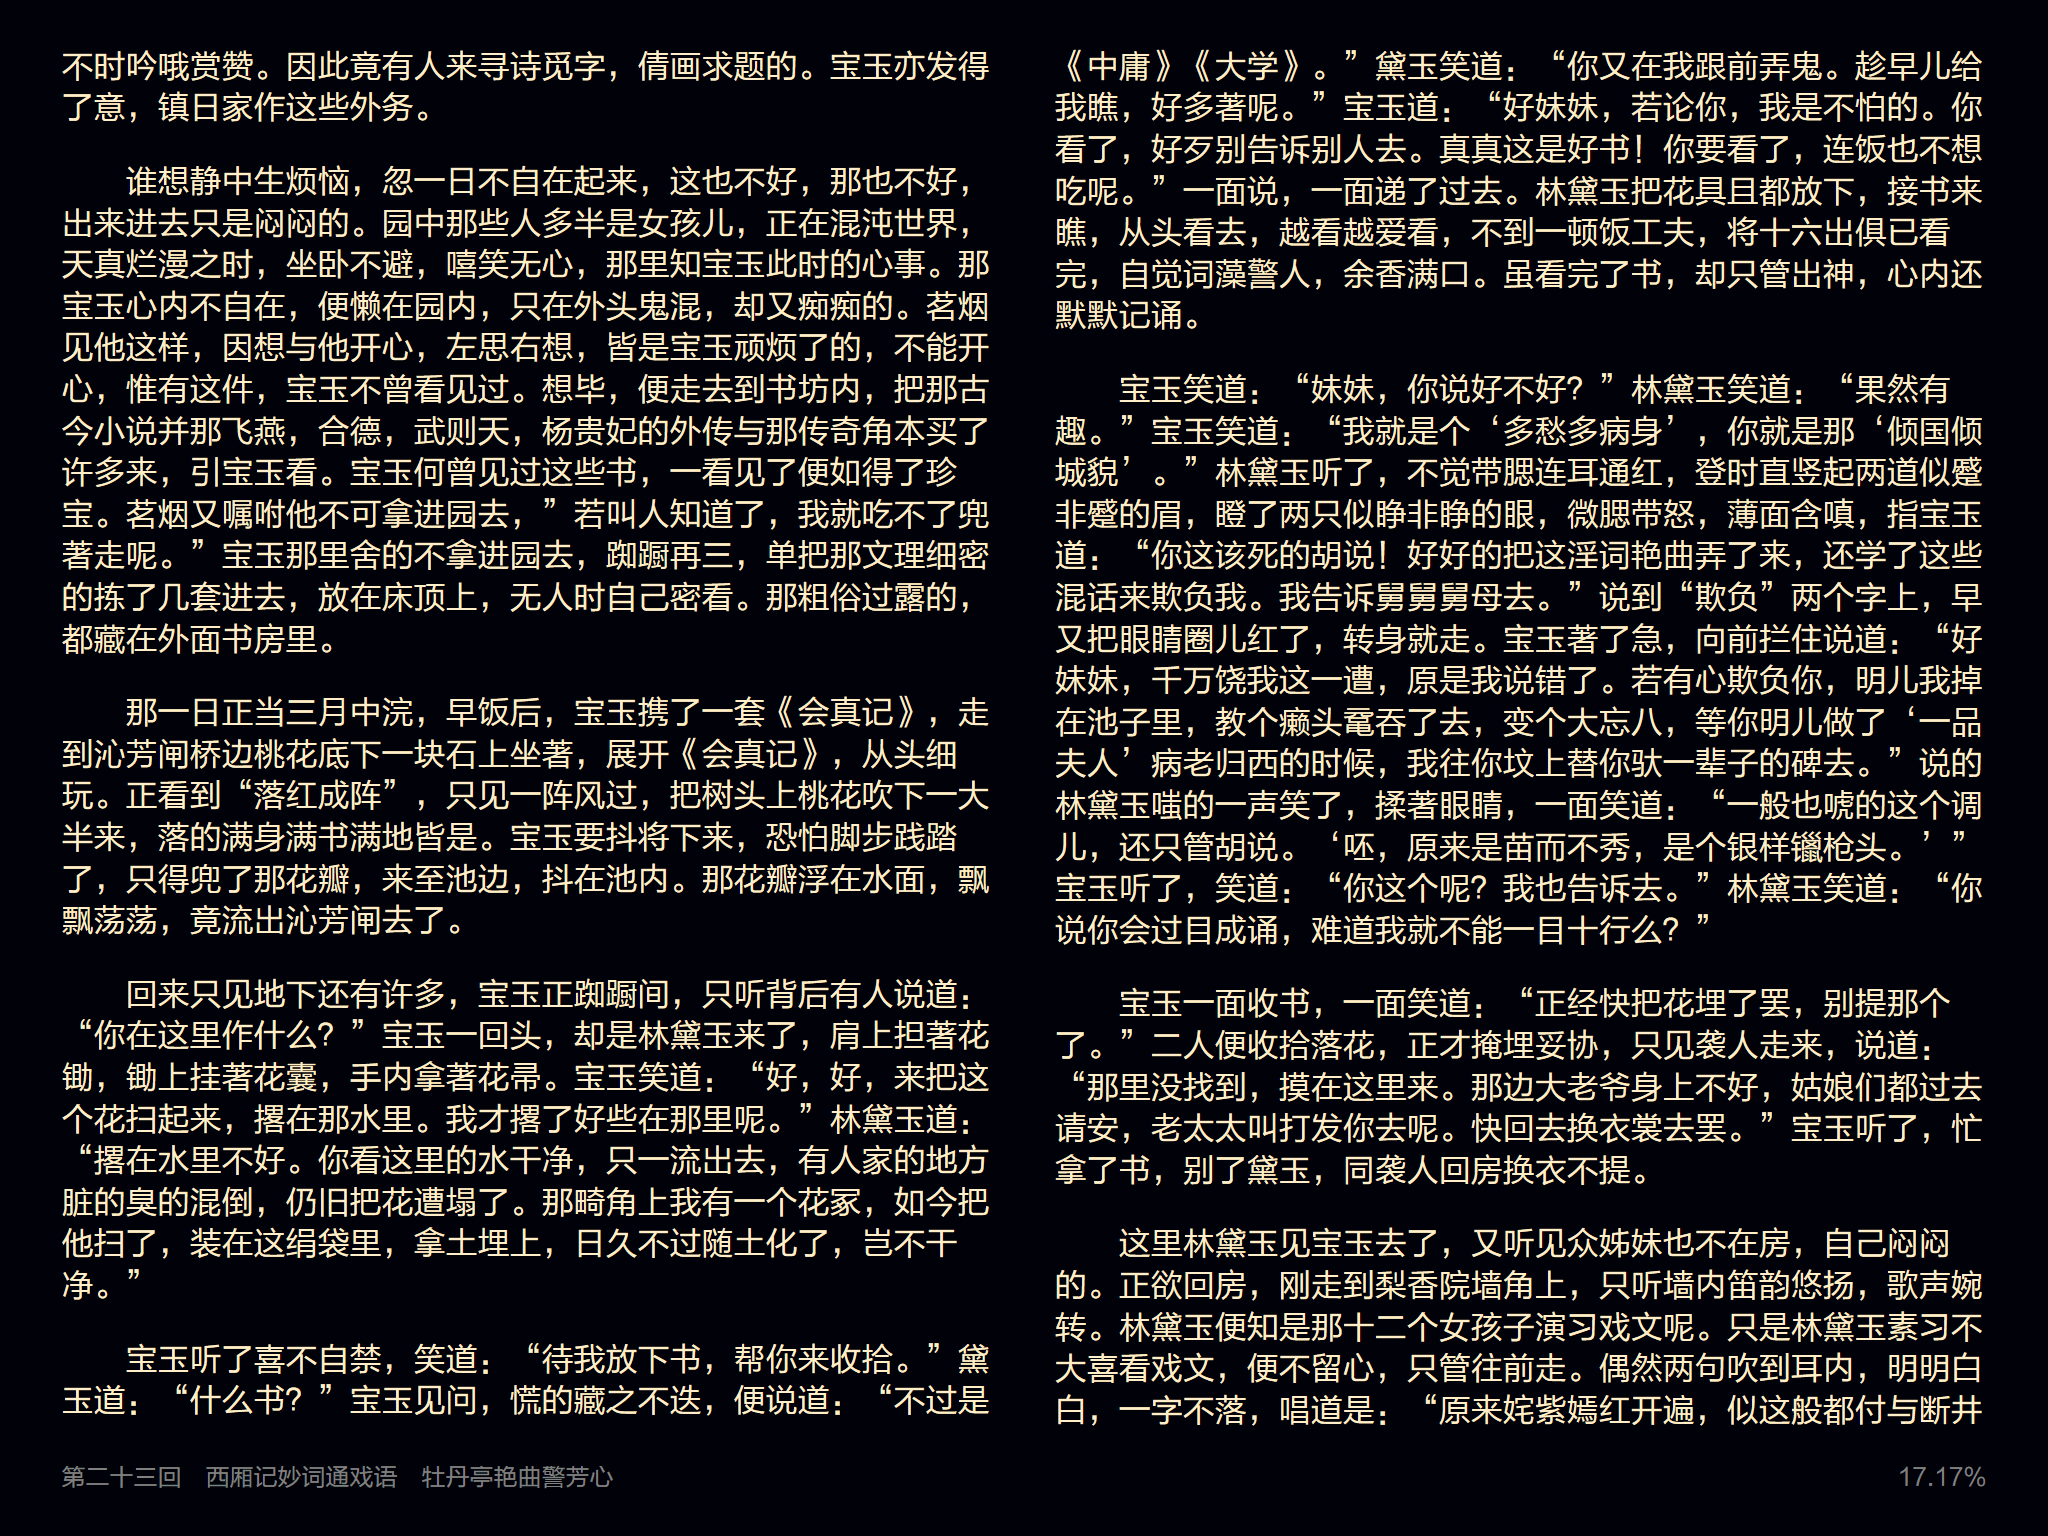 不时吟哦赏赞。因此竟有人来寻诗觅字，倩画求题的。宝玉亦发得
了意，镇日家作这些外务。
谁想静中生烦恼，忽一日不自在起来，这也不好，那也不好，
出来进去只是闷闷的。园中那些人多半是女孩儿，正在混沌世界，
天真烂漫之时，坐卧不避，嘻笑无心，那里知宝玉此时的心事。那
宝玉心内不自在，便懒在园内，只在外头鬼混，却又痴痴的。茗烟
见他这样，因想与他开心，左思右想，皆是宝玉顽烦了的，不能开
心，惟有这件，宝玉不曾看见过。想毕，便走去到书坊内，把那古
今小说并那飞燕，合德，武则天，杨贵妃的外传与那传奇角本买了
许多来，引宝玉看。宝玉何曾见过这些书，一看见了便如得了珍
宝。茗烟又嘱咐他不可拿进园去，”若叫人知道了，我就吃不了兜
著走呢。”宝玉那里舍的不拿进园去，踟蹰再三，单把那文理细密
的拣了几套进去，放在床顶上，无人时自己密看。那粗俗过露的，
都藏在外面书房里。
那一日正当三月中浣，早饭后，宝玉携了一套《会真记》，走
到沁芳闸桥边桃花底下一块石上坐著，展开《会真记》，从头细
玩。正看到“落红成阵”，只见一阵风过，把树头上桃花吹下一大
半来，落的满身满书满地皆是。宝玉要抖将下来，恐怕脚步践踏
了，只得兜了那花瓣，来至池边，抖在池内。那花瓣浮在水面，飘
飘荡荡，竟流出沁芳闸去了。
回来只见地下还有许多，宝玉正踟蹰间，只听背后有人说道：
“你在这里作什么？”宝玉一回头，却是林黛玉来了，肩上担著花
锄，锄上挂著花囊，手内拿著花帚。宝玉笑道：“好，好，来把这
个花扫起来，撂在那水里。我才撂了好些在那里呢。”林黛玉道：
“撂在水里不好。你看这里的水干净，只一流出去，有人家的地方
脏的臭的混倒，仍旧把花遭塌了。那畸角上我有一个花冢，如今把
他扫了，装在这绢袋里，拿土埋上，日久不过随土化了，岂不干
净。”
宝玉听了喜不自禁，笑道：“待我放下书，帮你来收拾。”黛
玉道：“什么书？”宝玉见问，慌的藏之不迭，便说道：“不过是
《中庸》《大学》。”黛玉笑道：“你又在我跟前弄鬼。趁早儿给
我瞧，好多著呢。”宝玉道：“好妹妹，若论你，我是不怕的。你
看了，好歹别告诉别人去。真真这是好书！你要看了，连饭也不想
吃呢。”一面说，一面递了过去。林黛玉把花具且都放下，接书来
瞧，从头看去，越看越爱看，不到一顿饭工夫，将十六出俱已看
完，自觉词藻警人，余香满口。虽看完了书，却只管出神，心内还
默默记诵。
宝玉笑道：“妹妹，你说好不好？”林黛玉笑道：“果然有
趣。”宝玉笑道：“我就是个‘多愁多病身’，你就是那‘倾国倾
城貌’。”林黛玉听了，不觉带腮连耳通红，登时直竖起两道似蹙
非蹙的眉，瞪了两只似睁非睁的眼，微腮带怒，薄面含嗔，指宝玉
道：“你这该死的胡说！好好的把这淫词艳曲弄了来，还学了这些
混话来欺负我。我告诉舅舅舅母去。”说到“欺负”两个字上，早
又把眼睛圈儿红了，转身就走。宝玉著了急，向前拦住说道：“好
妹妹，千万饶我这一遭，原是我说错了。若有心欺负你，明儿我掉
在池子里，教个癞头鼋吞了去，变个大忘八，等你明儿做了‘一品
夫人’病老归西的时候，我往你坟上替你驮一辈子的碑去。”说的
林黛玉嗤的一声笑了，揉著眼睛，一面笑道：“一般也唬的这个调
儿，还只管胡说。‘呸，原来是苗而不秀，是个银样镴枪头。’”
宝玉听了，笑道：“你这个呢？我也告诉去。”林黛玉笑道：“你
说你会过目成诵，难道我就不能一目十行么？”
宝玉一面收书，一面笑道：“正经快把花埋了罢，别提那个
了。”二人便收拾落花，正才掩埋妥协，只见袭人走来，说道：
“那里没找到，摸在这里来。那边大老爷身上不好，姑娘们都过去
请安，老太太叫打发你去呢。快回去换衣裳去罢。”宝玉听了，忙
拿了书，别了黛玉，同袭人回房换衣不提。
这里林黛玉见宝玉去了，又听见众姊妹也不在房，自己闷闷
的。正欲回房，刚走到梨香院墙角上，只听墙内笛韵悠扬，歌声婉
转。林黛玉便知是那十二个女孩子演习戏文呢。只是林黛玉素习不
大喜看戏文，便不留心，只管往前走。偶然两句吹到耳内，明明白
白，一字不落，唱道是：“原来姹紫嫣红开遍，似这般都付与断井
第二十三回　西厢记妙词通戏语　牡丹亭艳曲警芳心
17.17%